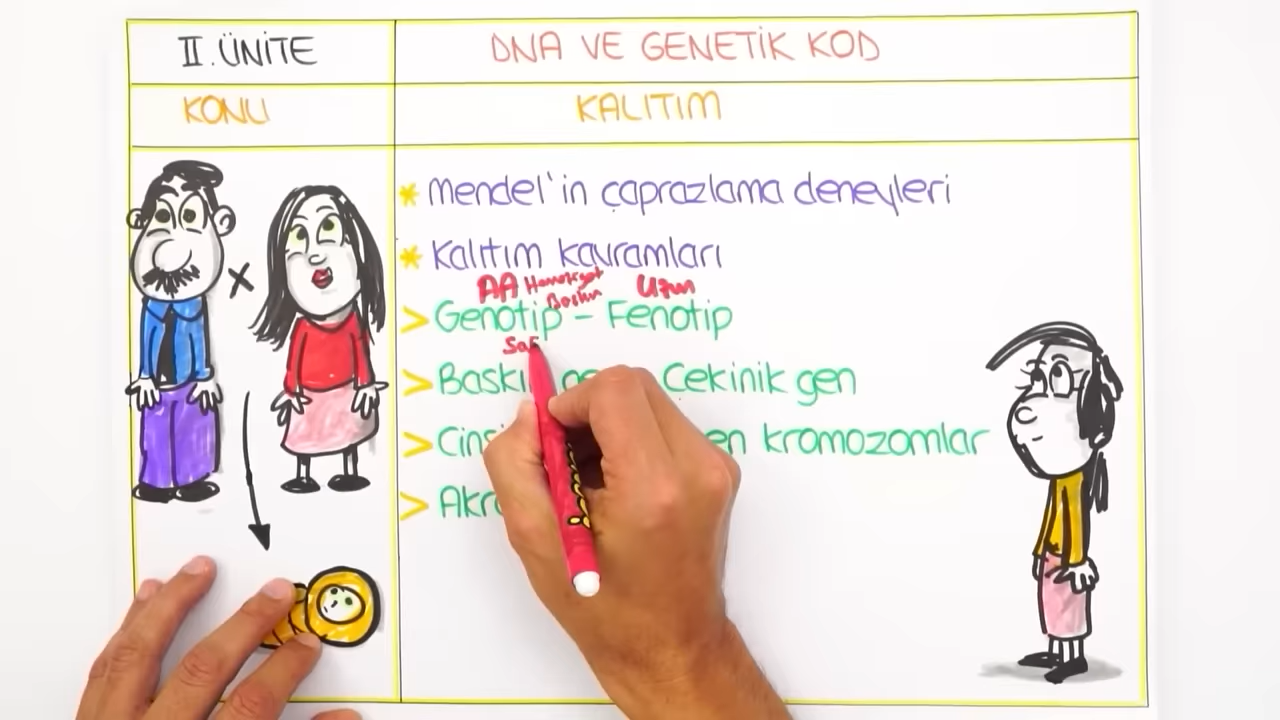 II. ÜNİTE
DNA VE GENETİK KOD
KONU
KALITIM
* Mendel'in çaprazlama deneyleri
* Kalıtım kavramları
AA Homozigot Uzun
Baskın
> Genotip - Fenotip
Saf
> Baskı Çekinik gen
> Cins en kromozomlar
> Akr
x